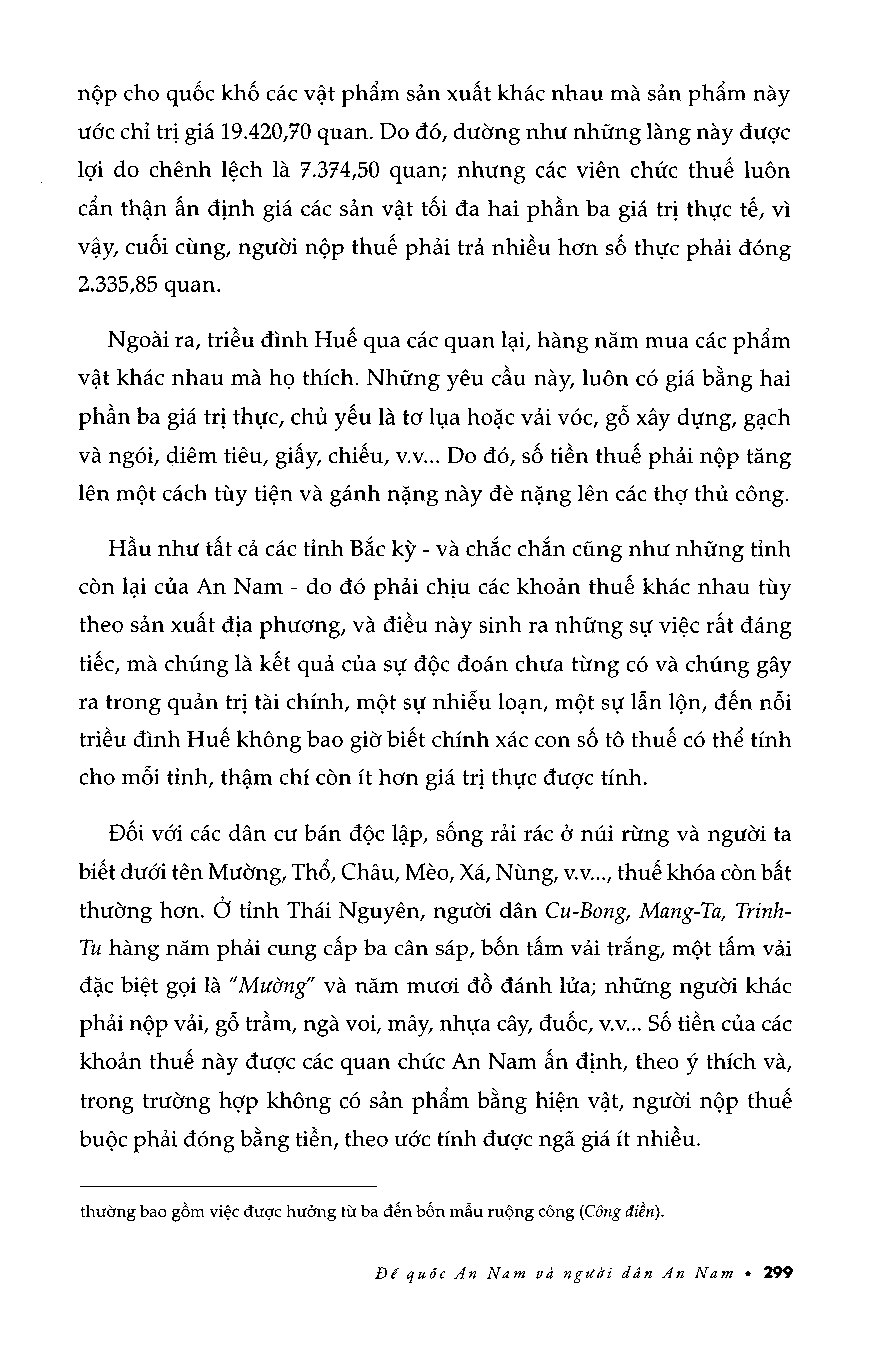 nộp cho quốc khố các vật phẩm sản xuất khác nhau mà sản phẩm này
ước chỉ trị giá 19.420,70 quan. Do đó, dường như những làng này được
lợi do chênh lệch là 7.374,50 quan; nhưng các viên chức thuế luôn
cẩn thận ấn định giá các sản vật tối đa hai phần ba giá trị thực tế, vì
vậy, cuối cùng, người nộp thuế phải trả nhiều hơn số thực phải đóng
2.335,85 quan.
Ngoài ra, triều đình Huế qua các quan lại, hàng năm mua các phẩm
vật khác nhau mà họ thích. Những yêu cầu này, luôn có giá bằng hai
phần ba giá trị thực, chủ yếu là tơ lụa hoặc vải vóc, gỗ xây dựng, gạch
và ngói, diêm tiêu, giấy, chiếu, v.v... Do đó, số tiền thuế phải nộp tăng
lên một cách tùy tiện và gánh nặng này đè nặng lên các thợ thủ công.
Hầu như tất cả các tỉnh Bắc kỳ - và chắc chắn cũng như những tỉnh
còn lại của An Nam - do đó phải chịu các khoản thuế khác nhau tùy
theo sản xuất địa phương, và điều này sinh ra những sự việc rất đáng
tiếc, mà chúng là kết quả của sự độc đoán chưa từng có và chúng gây
ra trong quản trị tài chính, một sự nhiễu loạn, một sự lẫn lộn, đến nỗi
triều đình Huế không bao giờ biết chính xác con số tô thuế có thể tính
cho mỗi tỉnh, thậm chí còn ít hơn giá trị thực được tính.
Đối với các dân cư bán độc lập, sống rải rác ở núi rừng và người ta
biết dưới tên Mường, Thổ, Châu, Mèo, Xá, Nùng, v.v..., thuế khóa còn bất
thường hơn. Ở tỉnh Thái Nguyên, người dân Cu-Bong, Mang-Ta, Trinh-
Tu hàng năm phải cung cấp ba cân sáp, bốn tấm vải trắng, một tấm vải
đặc biệt gọi là "Mường" và năm mươi đồ đánh lửa; những người khác
phải nộp vải, gỗ trầm, ngà voi, mây, nhựa cây, đuốc, v.v... Số tiền của các
khoản thuế này được các quan chức An Nam ấn định, theo ý thích và,
trong trường hợp không có sản phẩm bằng hiện vật, người nộp thuế
buộc phải đóng bằng tiền, theo ước tính được ngã giá ít nhiều.
thường bao gồm việc được hưởng từ ba đến bốn mẫu ruộng công (Công điền).
Đế quốc An Nam và người dân An Nam • 299